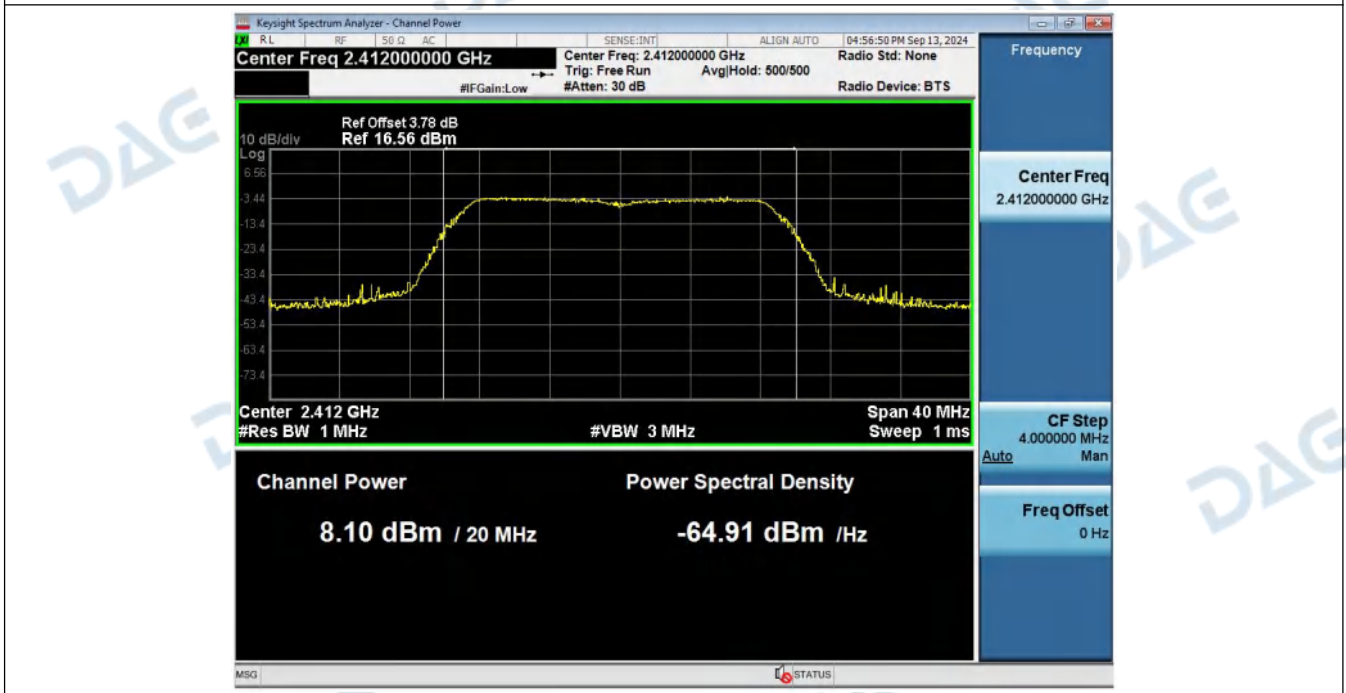 Keysight Spectrum Analyzer - Channel Power
LXI RL RF 50 Ω AC SENSE:INT ALIGN AUTO 04:56:50 PM Sep 13, 2024
Center Freq 2.412000000 GHz
Center Freq: 2.412000000 GHz
Radio Std: None
Trig: Free Run Avg|Hold: 500/500
#IFGain:Low #Atten: 30 dB Radio Device: BTS
Ref Offset 3.78 dB
10 dB/div Ref 16.56 dBm
Log
6.56
-3.44
-13.4
-23.4
-33.4
-43.4
-53.4
-63.4
-73.4
Center 2.412 GHz Span 40 MHz
#Res BW 1 MHz #VBW 3 MHz Sweep 1 ms
Channel Power Power Spectral Density
8.10 dBm / 20 MHz -64.91 dBm /Hz
MSG STATUS
Frequency
Center Freq
2.412000000 GHz
CF Step
4.000000 MHz
Auto Man
Freq Offset
0 Hz
DAG
DAG
DAG